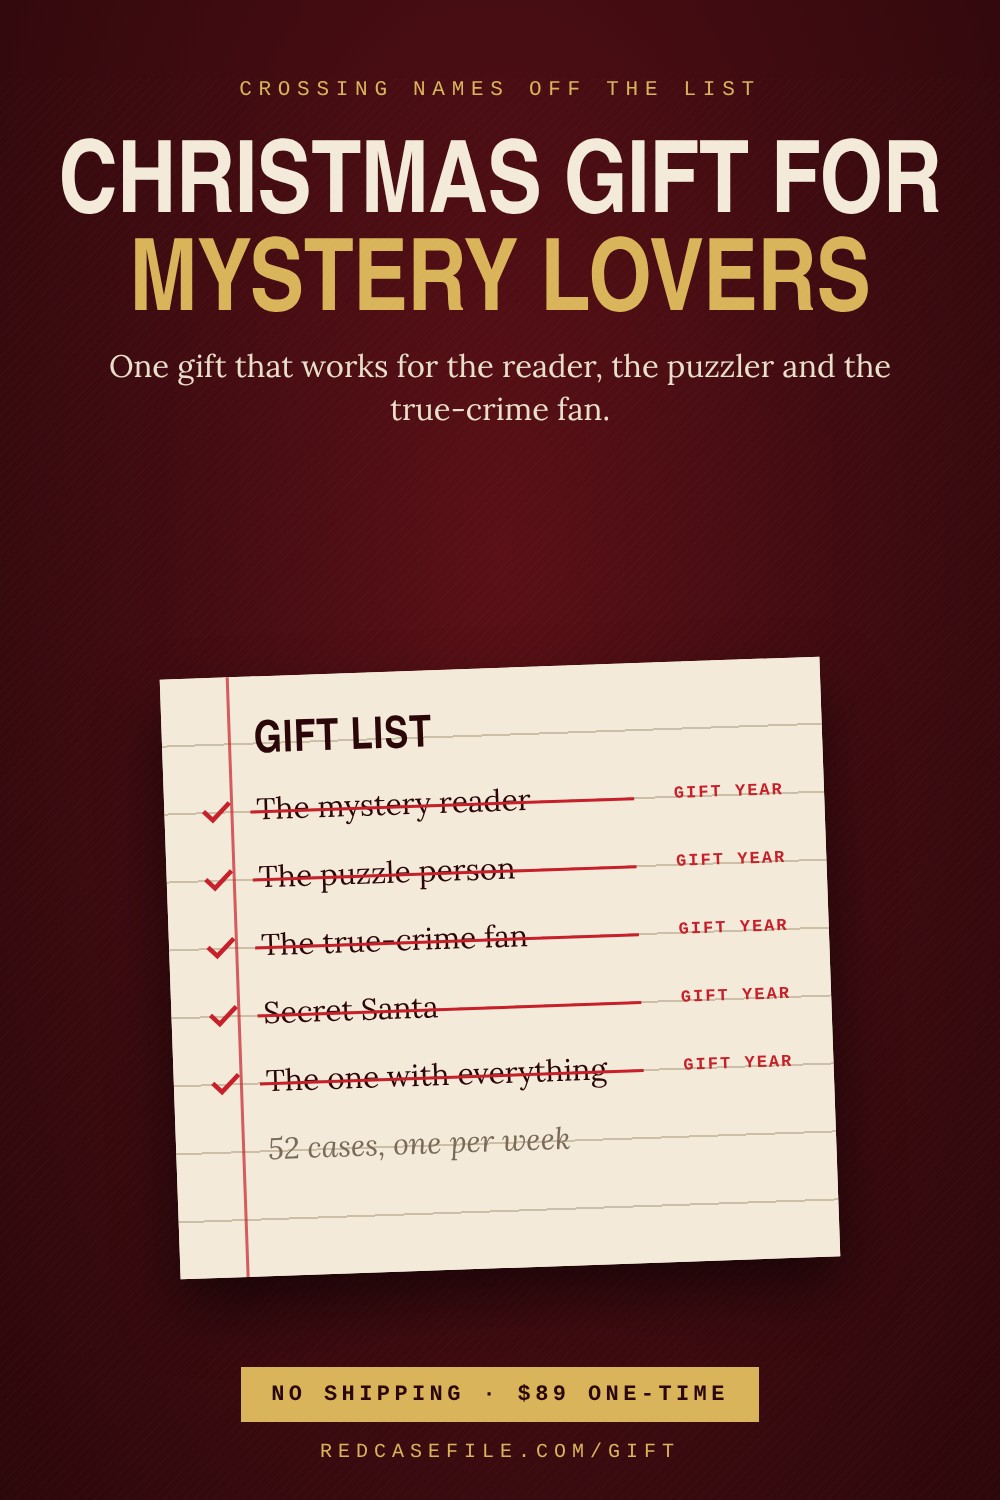 CROSSING NAMES OFF THE LIST
CHRISTMAS GIFT FOR
MYSTERY LOVERS
One gift that works for the reader, the puzzler and the
true-crime fan.
GIFT LIST
The mystery reader GIFT YEAR
The puzzle person GIFT YEAR
The true-crime fan GIFT YEAR
Secret Santa GIFT YEAR
The one with everything GIFT YEAR
52 cases, one per week
NO SHIPPING · $89 ONE-TIME
REDCASEFILE.COM/GIFT